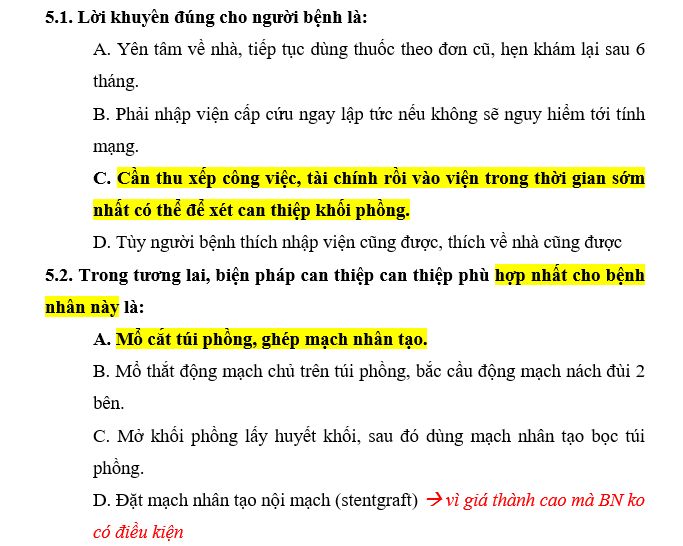 5.1. Lời khuyên đúng cho người bệnh là:
A. Yên tâm về nhà, tiếp tục dùng thuốc theo đơn cũ, hẹn khám lại sau 6
tháng.
B. Phải nhập viện cấp cứu ngay lập tức nếu không sẽ nguy hiểm tới tính
mạng.
C. Cần thu xếp công việc, tài chính rồi vào viện trong thời gian sớm
nhất có thể để xét can thiệp khối phồng.
D. Tùy người bệnh thích nhập viện cũng được, thích về nhà cũng được
5.2. Trong tương lai, biện pháp can thiệp can thiệp phù hợp nhất cho bệnh
nhân này là:
A. Mổ cắt túi phồng, ghép mạch nhân tạo.
B. Mổ thắt động mạch chủ trên túi phồng, bắc cầu động mạch nách đùi 2
bên.
C. Mở khối phồng lấy huyết khối, sau đó dùng mạch nhân tạo bọc túi
phồng.
D. Đặt mạch nhân tạo nội mạch (stentgraft) → vì giá thành cao mà BN ko
có điều kiện